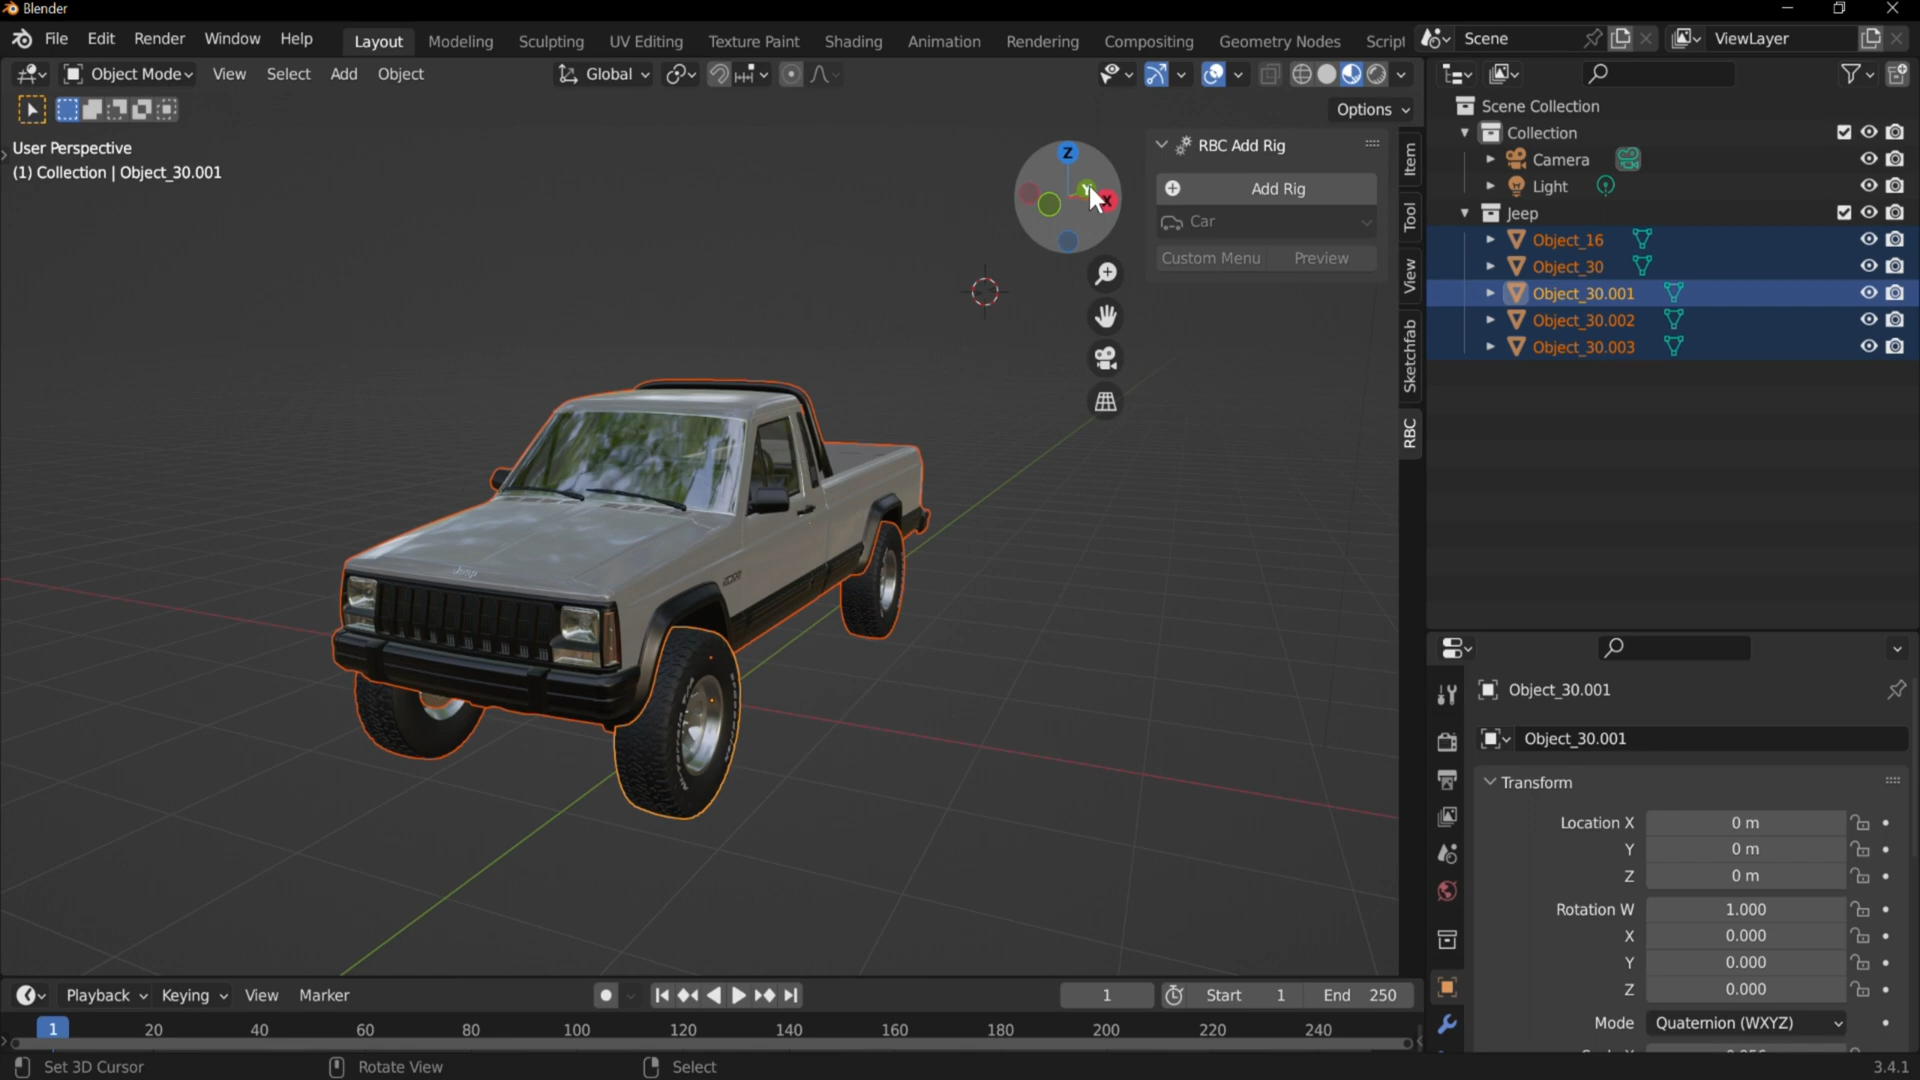 Blender
File Edit Render Window Help Layout Modeling Sculpting UV Editing Texture Paint Shading Animation Rendering Compositing Geometry Nodes Script Scene ViewLayer
Object Mode View Select Add Object Global
Options
User Perspective
(1) Collection | Object_30.001
Z
Y
X
RBC Add Rig
Add Rig
Car
Custom Menu Preview
Item
Tool
View
Sketchfab
RBC
Scene Collection
Collection
Camera
Light
Jeep
Object_16
Object_30
Object_30.001
Object_30.002
Object_30.003
Jeep
Object_30.001
Object_30.001
Transform
Location X 0 m
Y 0 m
Z 0 m
Rotation W 1.000
X 0.000
Y 0.000
Z 0.000
Mode Quaternion (WXYZ)
Playback Keying View Marker 1 Start 1 End 250
1 20 40 60 80 100 120 140 160 180 200 220 240
Set 3D Cursor Rotate View Select 3.4.1